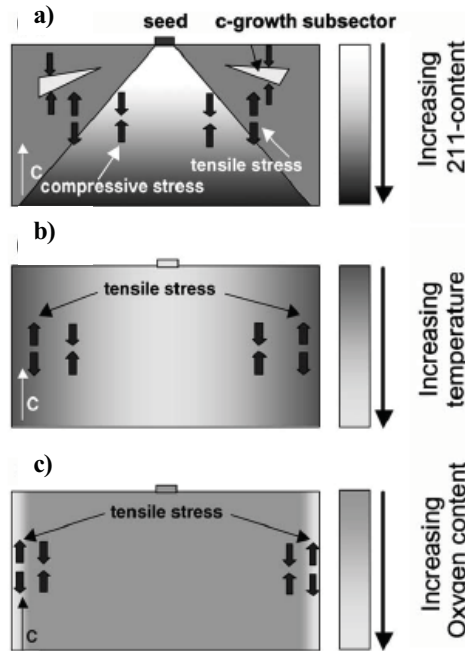 a)
seed
c-growth subsector
C
compressive stress
tensile stress
Increasing
211-content
b)
tensile stress
C
Increasing
temperature
c)
tensile stress
C
Increasing
Oxygen content